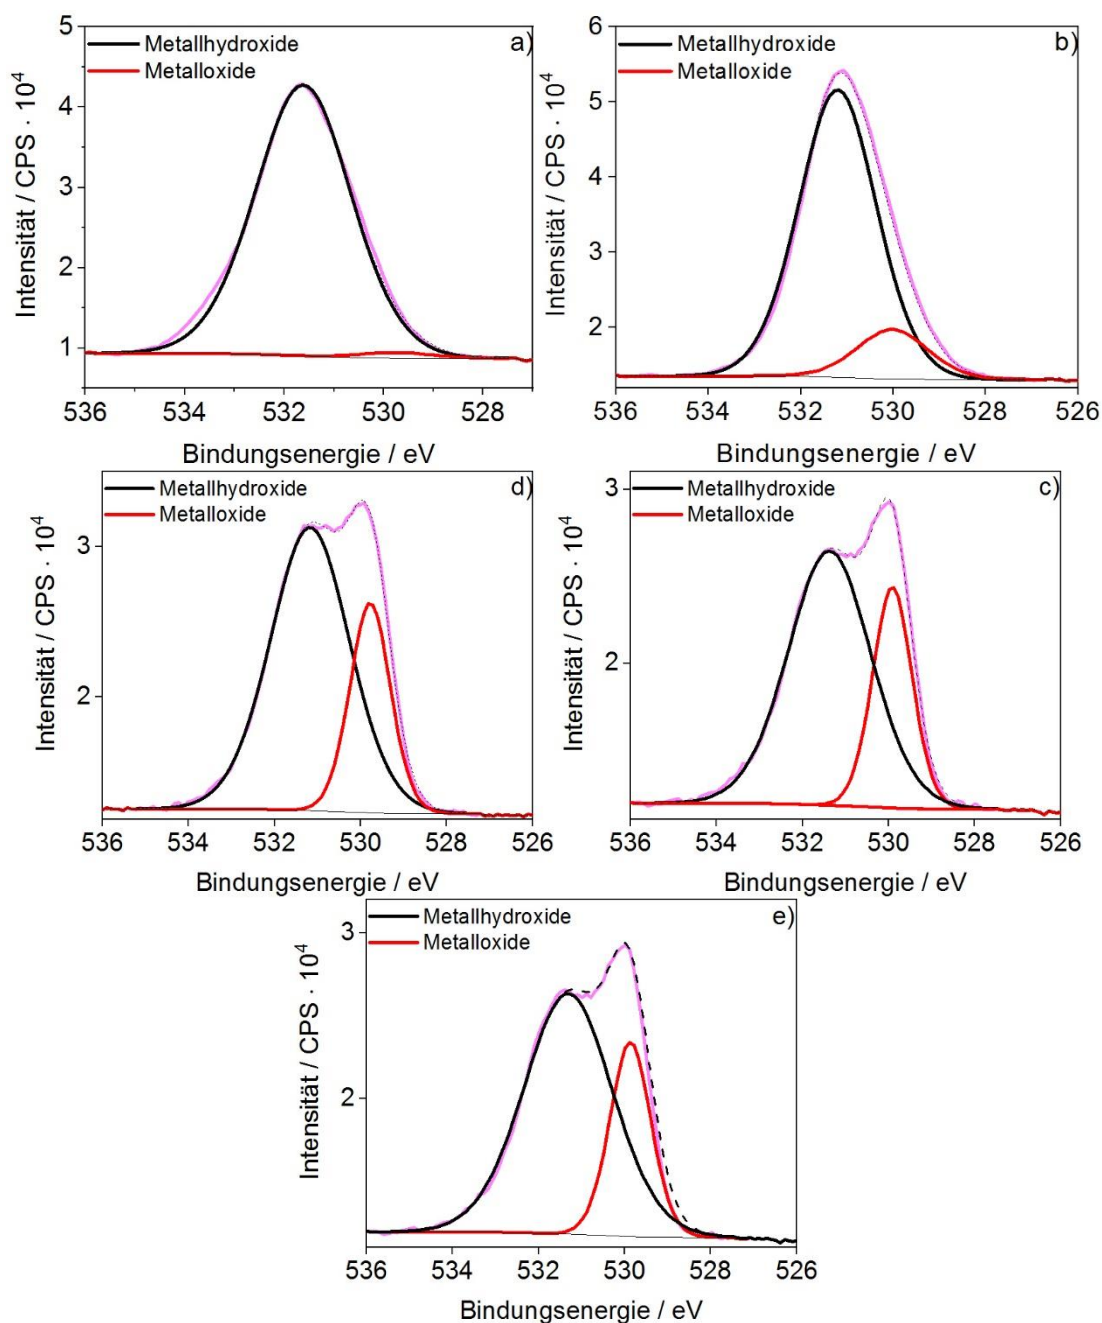 a)
Metallhydroxide
Metalloxide
Intensität / CPS · 10⁴
5
4
3
2
1
536 534 532 530 528
Bindungsenergie / eV
b)
Metallhydroxide
Metalloxide
Intensität / CPS · 10⁴
6
5
4
3
2
536 534 532 530 528 526
Bindungsenergie / eV
d)
Metallhydroxide
Metalloxide
Intensität / CPS · 10⁴
3
2
536 534 532 530 528 526
Bindungsenergie / eV
c)
Metallhydroxide
Metalloxide
Intensität / CPS · 10⁴
3
2
536 534 532 530 528 526
Bindungsenergie / eV
e)
Metallhydroxide
Metalloxide
Intensität / CPS · 10⁴
3
2
536 534 532 530 528 526
Bindungsenergie / eV